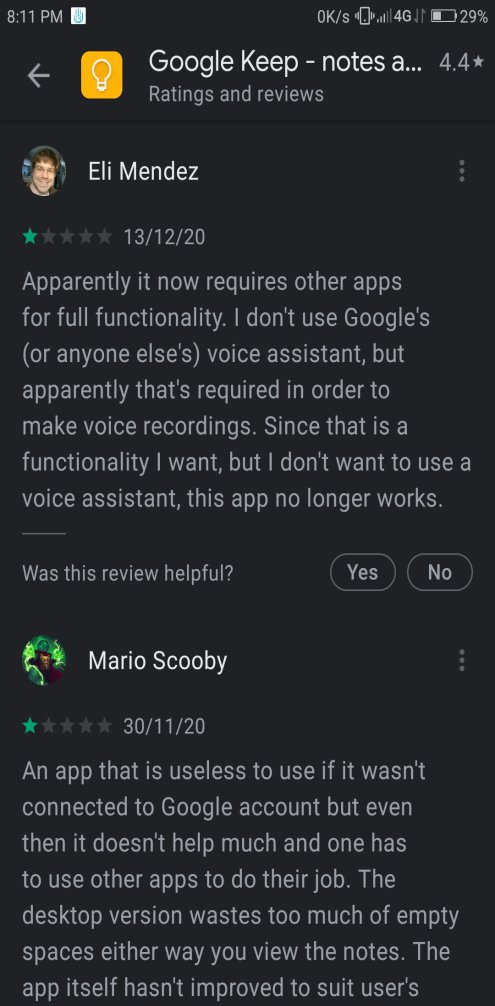 8:11 PM 0K/s 4G 29%
Google Keep - notes a... 4.4★
Ratings and reviews
Eli Mendez
13/12/20
Apparently it now requires other apps
for full functionality. I don't use Google's
(or anyone else's) voice assistant, but
apparently that's required in order to
make voice recordings. Since that is a
functionality I want, but I don't want to use a
voice assistant, this app no longer works.
Was this review helpful? Yes No
Mario Scooby
30/11/20
An app that is useless to use if it wasn't
connected to Google account but even
then it doesn't help much and one has
to use other apps to do their job. The
desktop version wastes too much of empty
spaces either way you view the notes. The
app itself hasn't improved to suit user's